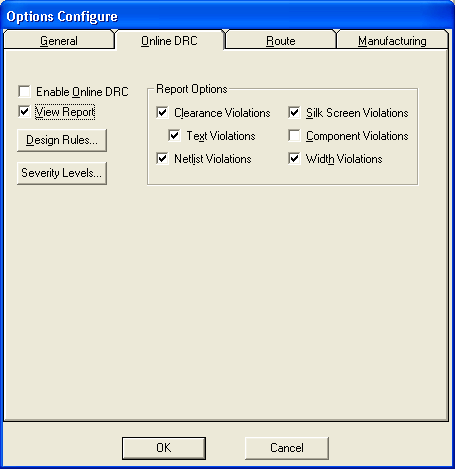 Options Configure
General Online DRC Route Manufacturing
Enable Online DRC
View Report
Design Rules...
Severity Levels...
Report Options
Clearance Violations Silk Screen Violations
Text Violations Component Violations
Netlist Violations Width Violations
OK Cancel